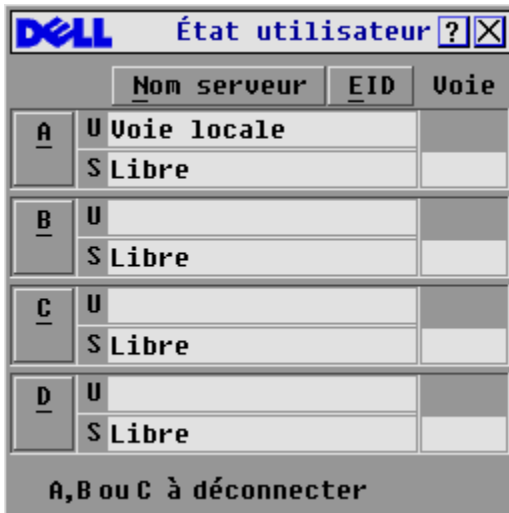 DELL État utilisateur ? X
Nom serveur EID Voie
A U Voie locale
S Libre
B U
S Libre
C U
S Libre
D U
S Libre
A,B ou C à déconnecter